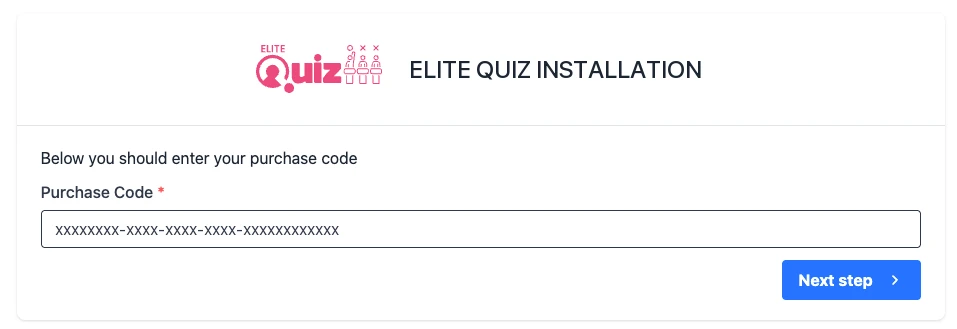 ELITE
Quiz
ELITE QUIZ INSTALLATION
Below you should enter your purchase code
Purchase Code *
xxxxxxxx-xxxx-xxxx-xxxx-xxxxxxxxxxxx
Next step